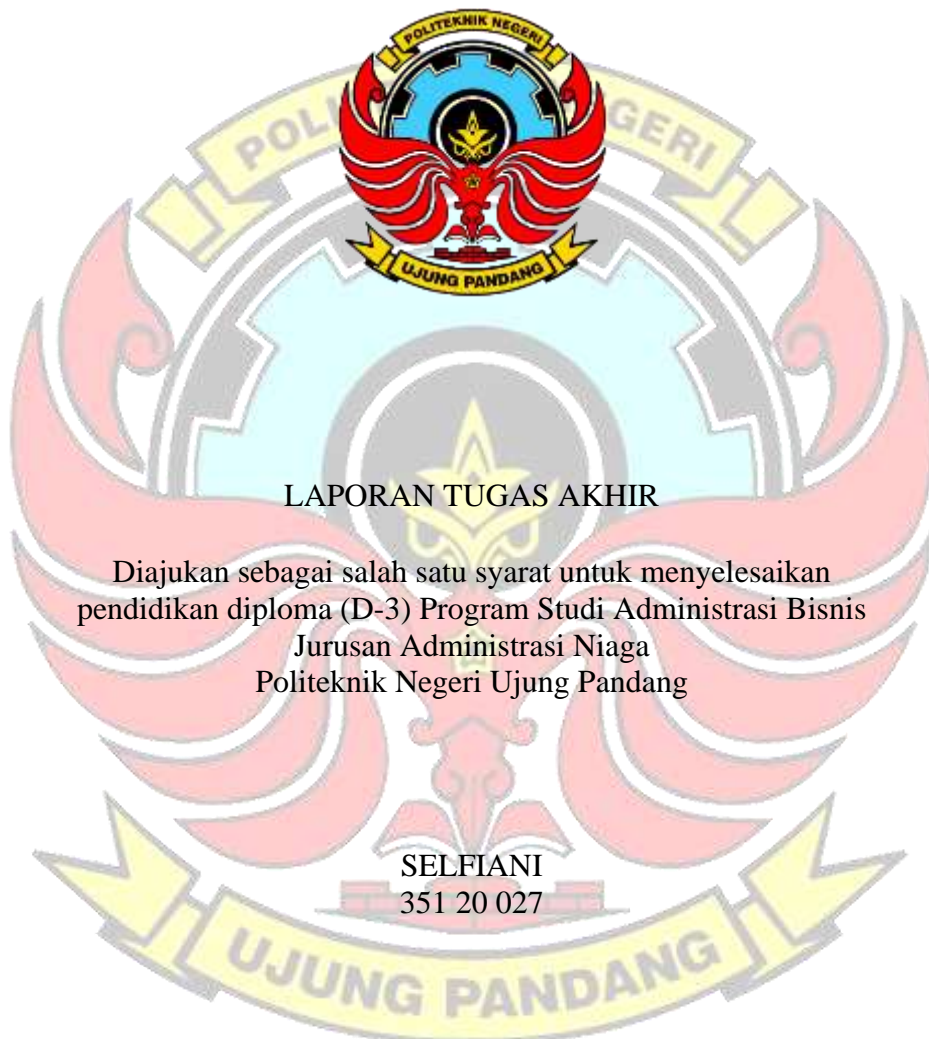 POLITEKNIK NEGERI
UJUNG PANDANG
LAPORAN TUGAS AKHIR
Diajukan sebagai salah satu syarat untuk menyelesaikan
pendidikan diploma (D-3) Program Studi Administrasi Bisnis
Jurusan Administrasi Niaga
Politeknik Negeri Ujung Pandang
SELFIANI
351 20 027
UJUNG PANDANG